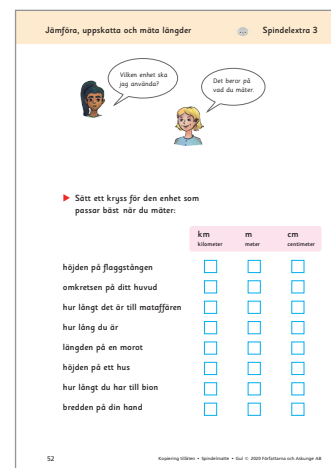 Jämföra, uppskatta och mäta längder
Spindelextra 3
Vilken enhet ska
jag använda?
Det beror på
vad du mäter.
Sätt ett kryss för den enhet som
passar bäst när du mäter:
km m cm
kilometer meter centimeter
höjden på flaggstången
omkretsen på ditt huvud
hur långt det är till mataffären
hur lång du är
längden på en morot
höjden på ett hus
hur långt du har till bion
bredden på din hand
52
Kopiering tillåten • Spindelmatte • Gul © 2020 Författarna och Askunge AB